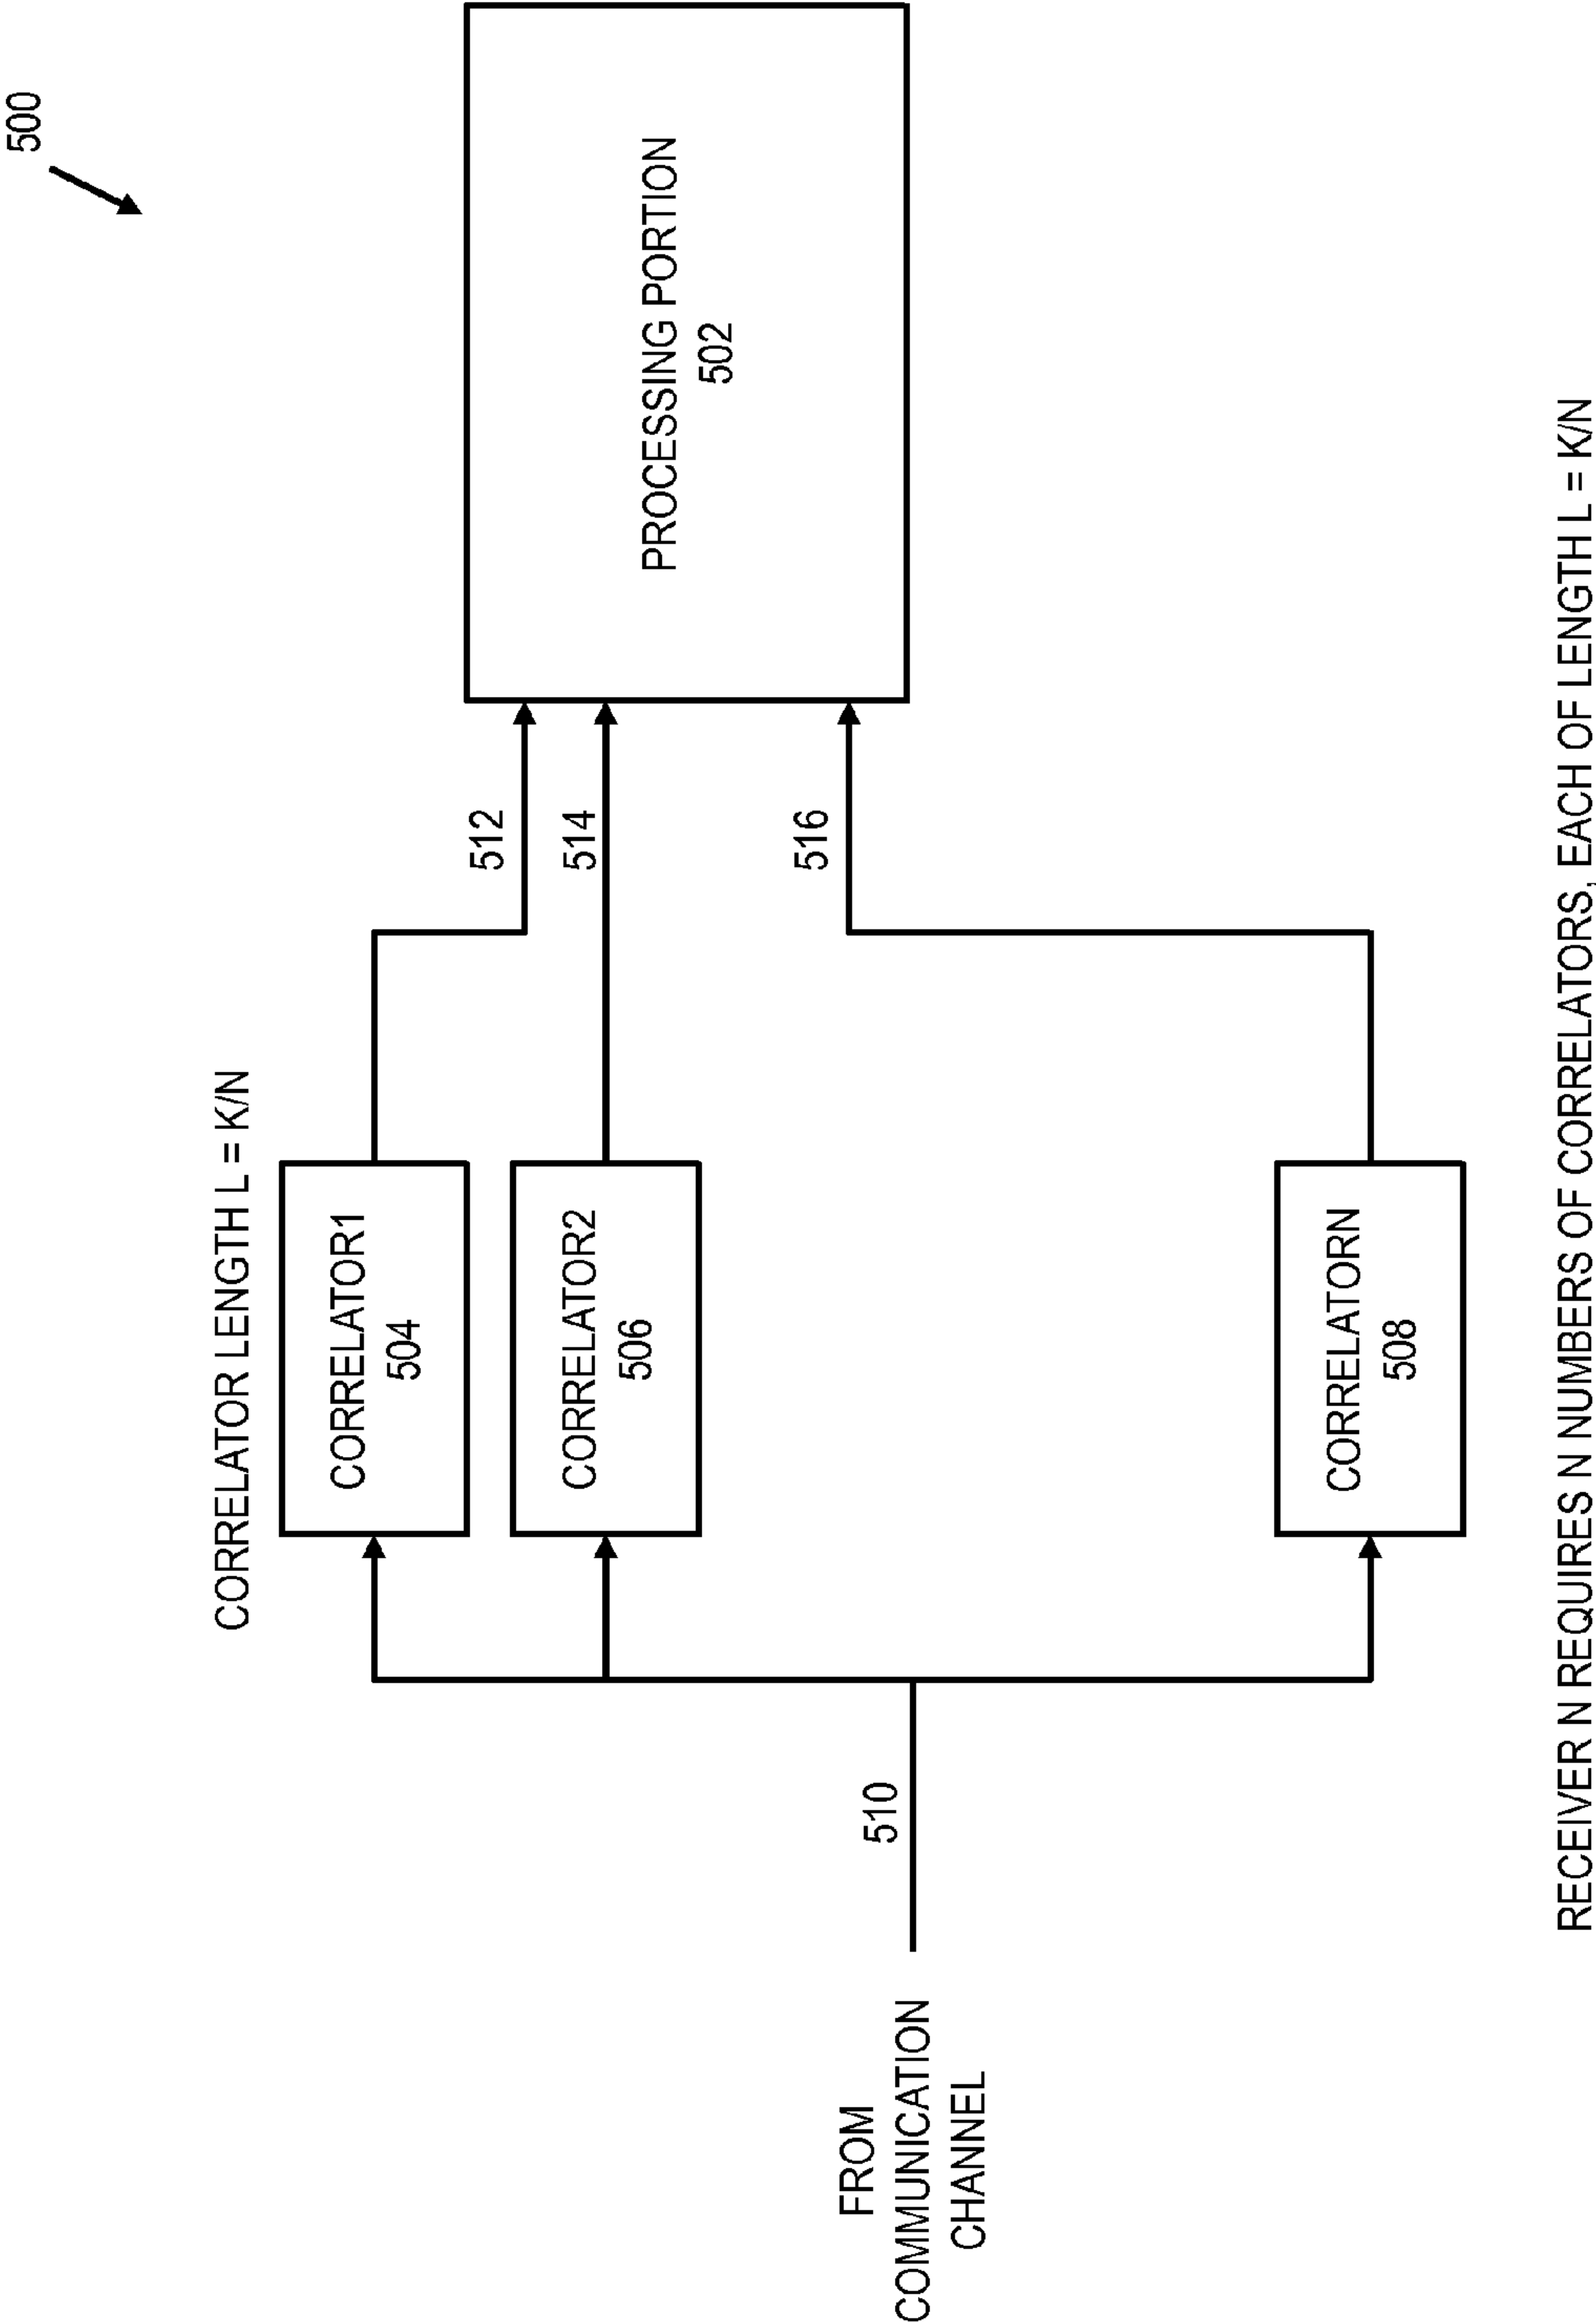 500
CORRELATOR LENGTH L = K/N
CORRELATOR1
504
512
CORRELATOR2
506
514
PROCESSING PORTION
502
510
516
FROM
COMMUNICATION
CHANNEL
CORRELATORN
508
RECEIVER N REQUIRES N NUMBERS OF CORRELATORS, EACH OF LENGTH L = K/N